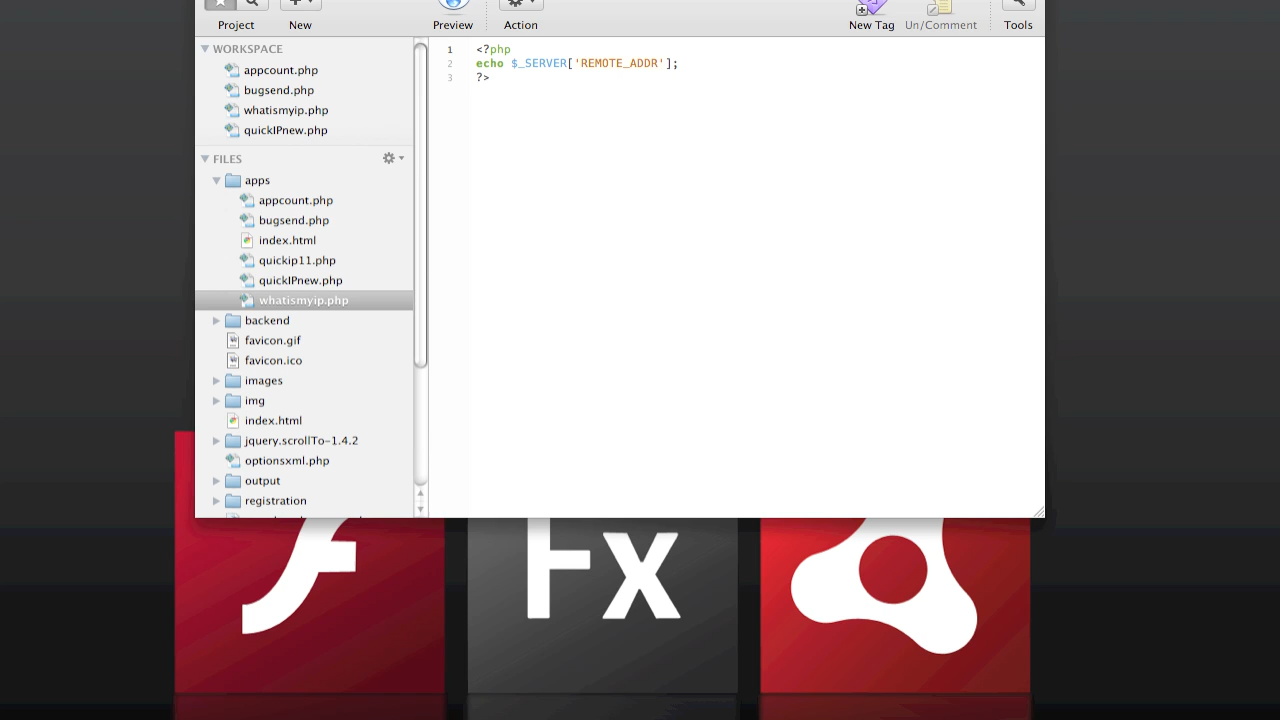 Project New Preview Action New Tag Un/Comment Tools
WORKSPACE
appcount.php
bugsend.php
whatismyip.php
quickIPnew.php
FILES
apps
appcount.php
bugsend.php
index.html
quickip11.php
quickIPnew.php
whatismyip.php
backend
favicon.gif
favicon.ico
images
img
index.html
jquery.scrollTo-1.4.2
optionsxml.php
output
registration
1 <?php
2 echo $_SERVER['REMOTE_ADDR'];
3 ?>
Fx